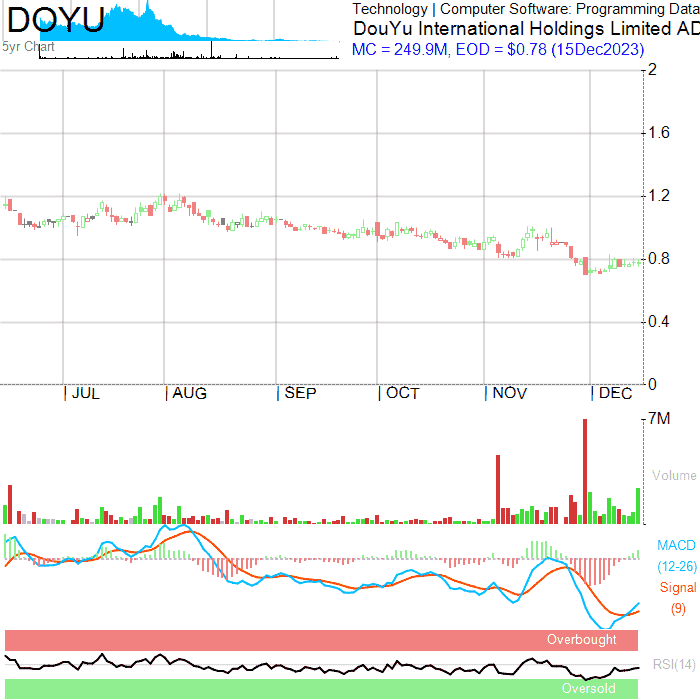 DOYU
5yr Chart
Technology | Computer Software: Programming Data
DouYu International Holdings Limited AD
MC = 249.9M, EOD = $0.78 (15Dec2023)
2
1.6
1.2
0.8
0.4
0
| JUL | AUG | SEP | OCT | NOV | DEC
7M
Volume
MACD
(12-26)
Signal
(9)
Overbought
RSI(14)
Oversold